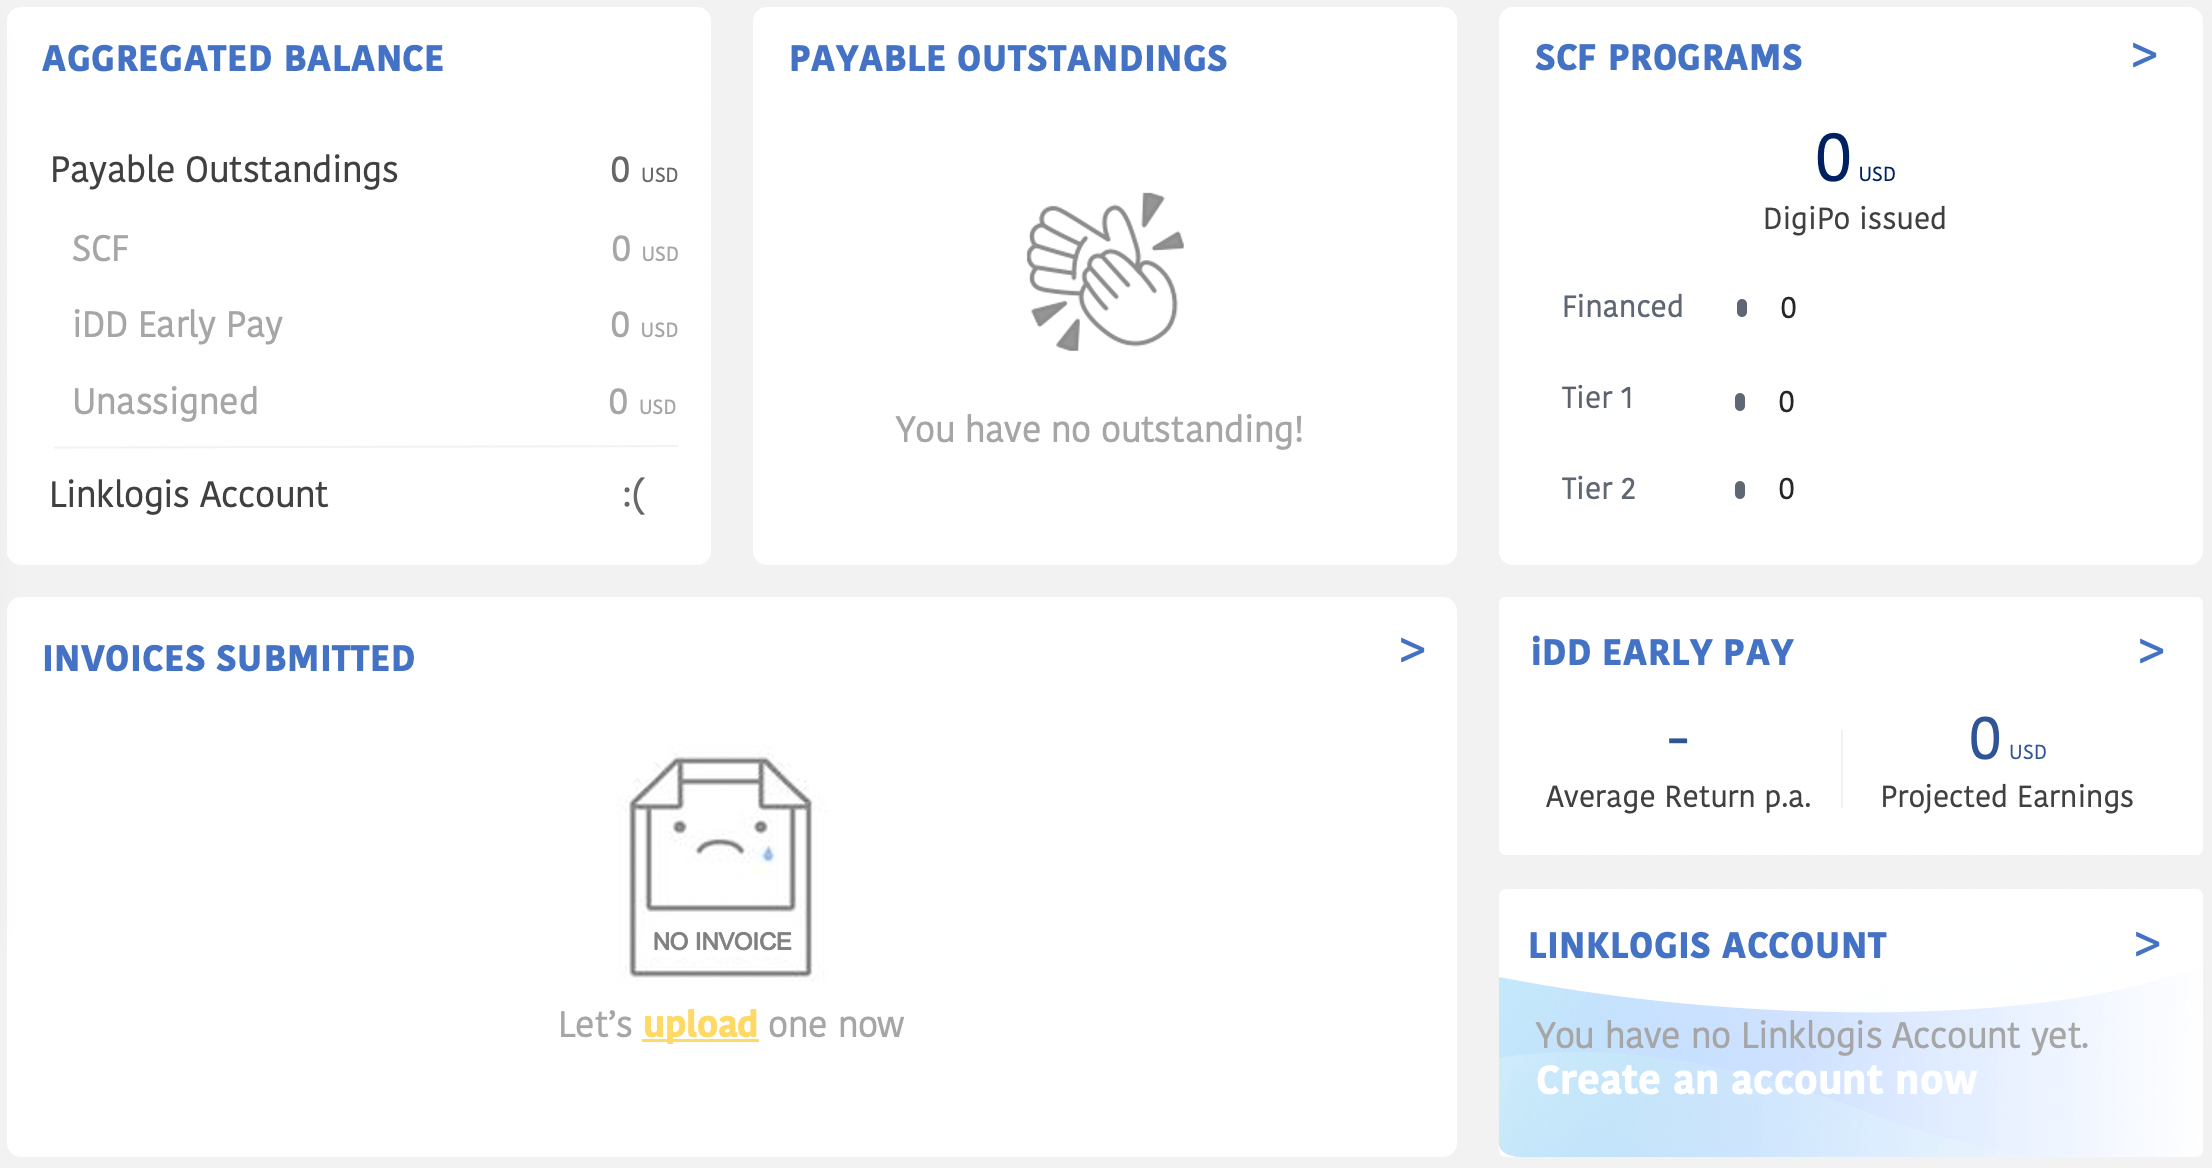 AGGREGATED BALANCE
Payable Outstandings 0 USD
SCF 0 USD
iDD Early Pay 0 USD
Unassigned 0 USD
Linklogis Account :(
PAYABLE OUTSTANDINGS
You have no outstanding!
SCF PROGRAMS >
0 USD
DigiPo issued
Financed 0
Tier 1 0
Tier 2 0
INVOICES SUBMITTED >
NO INVOICE
Let’s upload one now
iDD EARLY PAY >
- 0 USD
Average Return p.a. Projected Earnings
LINKLOGIS ACCOUNT >
You have no Linklogis Account yet.
Create an account now